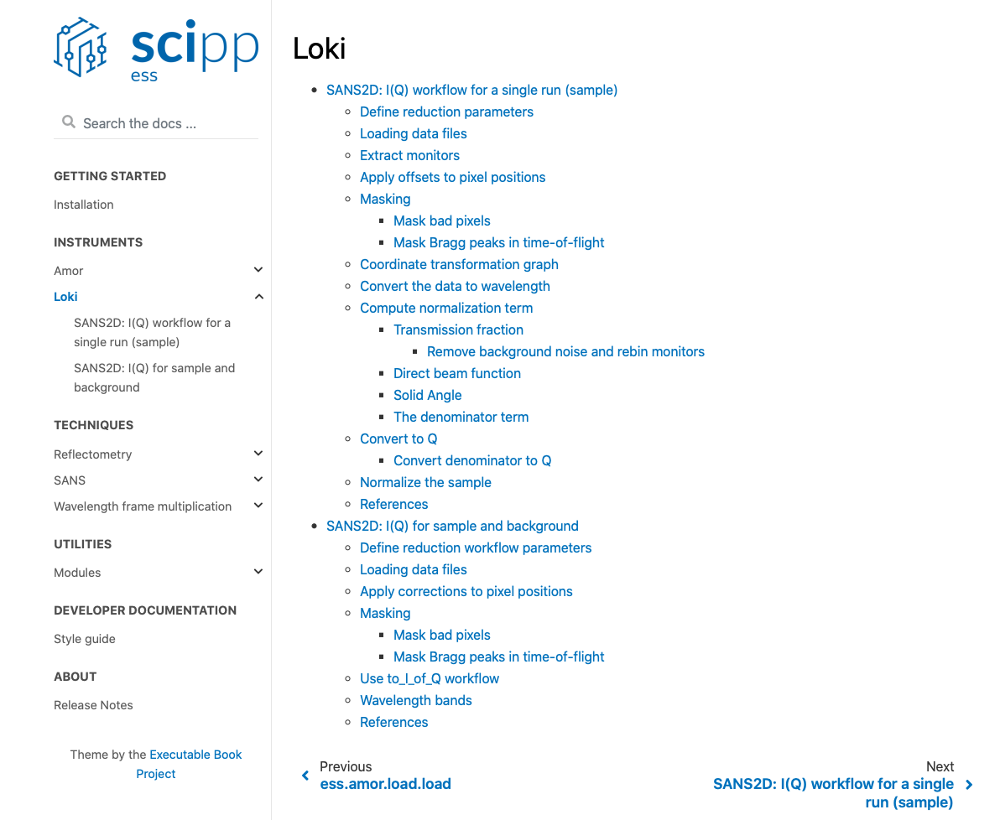 scipp
ess
Search the docs ...
GETTING STARTED
Installation
INSTRUMENTS
Amor
Loki
SANS2D: I(Q) workflow for a
single run (sample)
SANS2D: I(Q) for sample and
background
TECHNIQUES
Reflectometry
SANS
Wavelength frame multiplication
UTILITIES
Modules
DEVELOPER DOCUMENTATION
Style guide
ABOUT
Release Notes
Theme by the Executable Book
Project
Loki
SANS2D: I(Q) workflow for a single run (sample)
Define reduction parameters
Loading data files
Extract monitors
Apply offsets to pixel positions
Masking
Mask bad pixels
Mask Bragg peaks in time-of-flight
Coordinate transformation graph
Convert the data to wavelength
Compute normalization term
Transmission fraction
Remove background noise and rebin monitors
Direct beam function
Solid Angle
The denominator term
Convert to Q
Convert denominator to Q
Normalize the sample
References
SANS2D: I(Q) for sample and background
Define reduction workflow parameters
Loading data files
Apply corrections to pixel positions
Masking
Mask bad pixels
Mask Bragg peaks in time-of-flight
Use to_I_of_Q workflow
Wavelength bands
References
Previous
ess.amor.load.load
Next
SANS2D: I(Q) workflow for a single
run (sample)